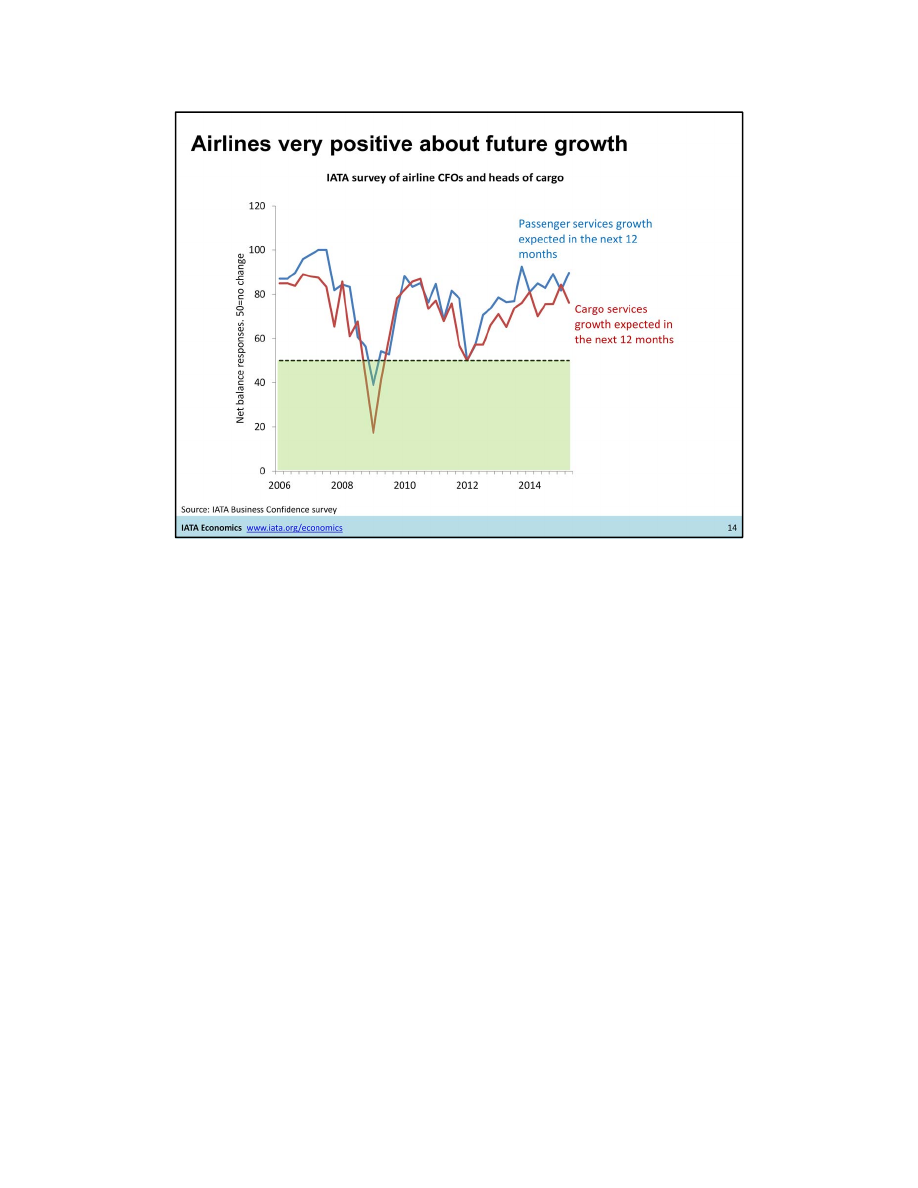 Airlines very positive about future growth
IATA survey of airline CFOs and heads of cargo
Net balance responses. 50=no change
120
100
80
60
40
20
0
2006
2008
2010
2012
2014
Passenger services growth
expected in the next 12
months
Cargo services
growth expected in
the next 12 months
Source: IATA Business Confidence survey
IATA Economics www.iata.org/economics
14